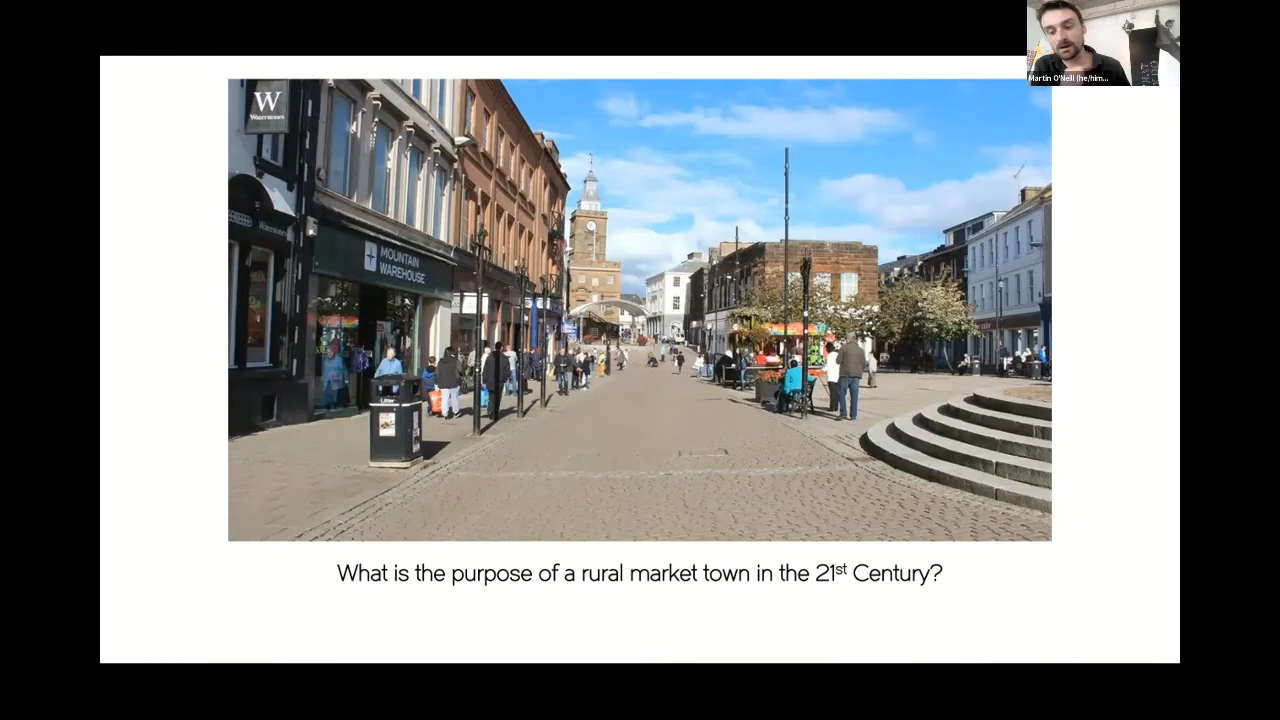 W
Waterstones
Waterstones
MOUNTAIN
WAREHOUSE
Litter
Martin O'Neill (he/him...
What is the purpose of a rural market town in the 21st Century?